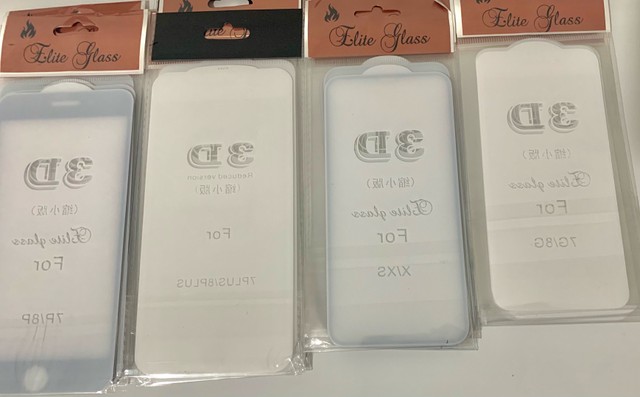 Elite Glass
3D
(缩小版)
Elite glass
For
7P/8P
Glass
3D
Reduced version
(缩小版)
For
7PLUS/8PLUS
Elite Glass
3D
(缩小版)
Elite glass
For
X/XS
Elite Glass
3D
(缩小版)
Elite glass
For
7G/8G